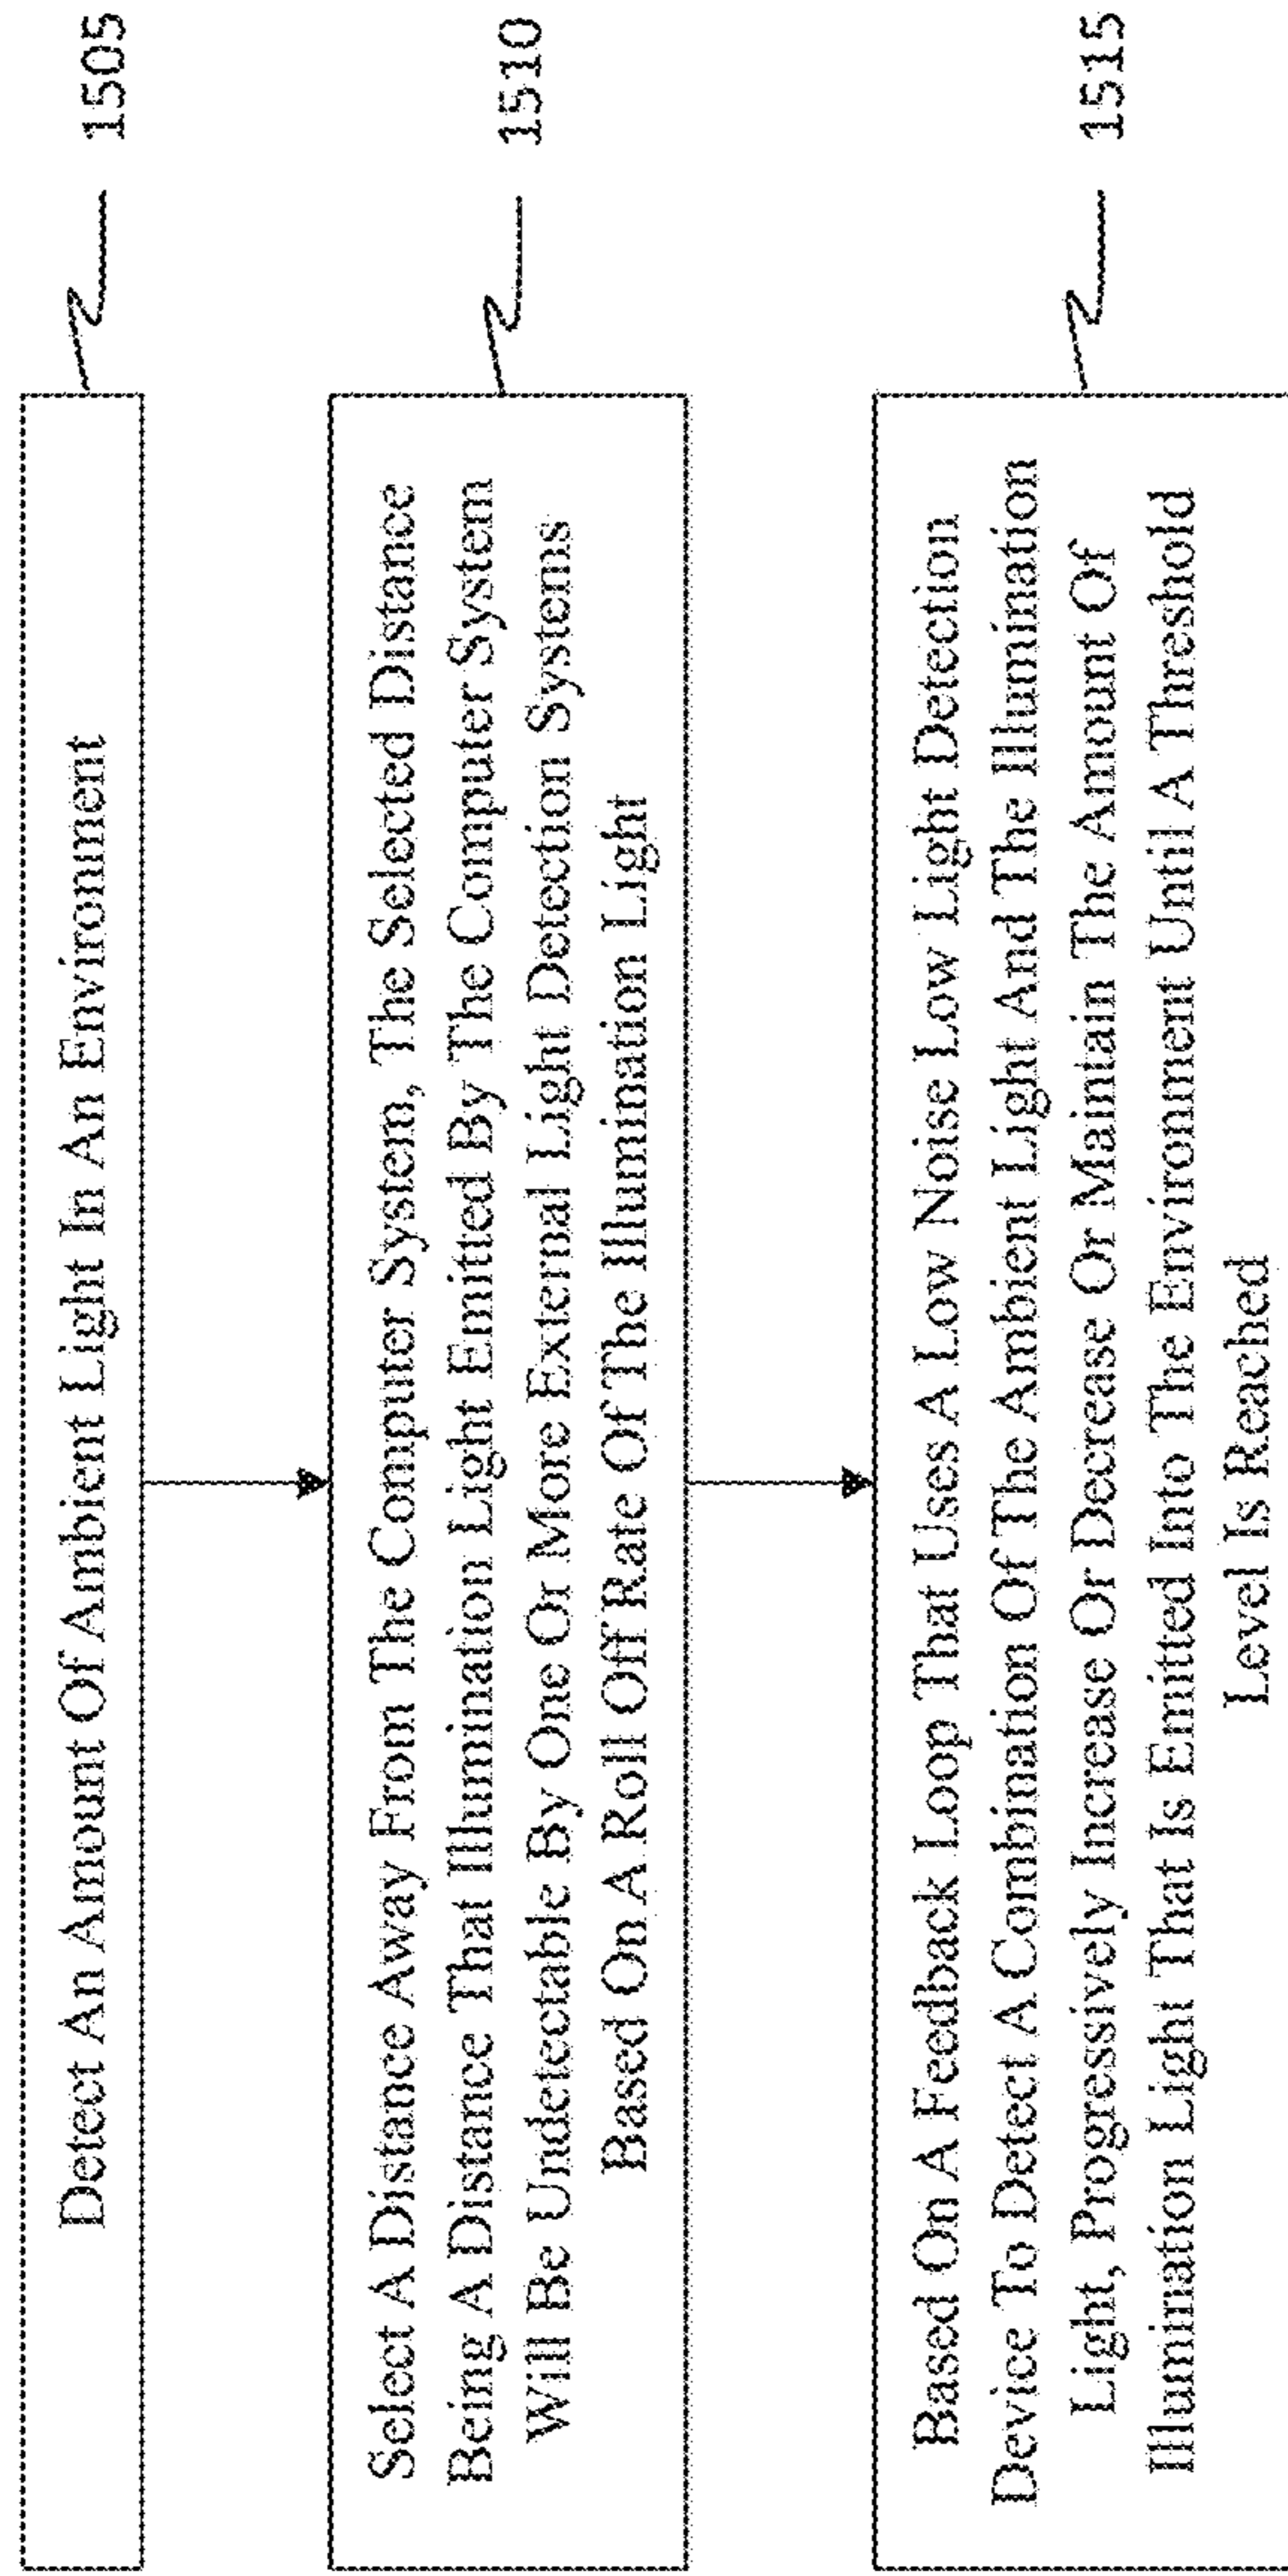 Detect An Amount Of Ambient Light In An Environment
1505
Select A Distance Away From The Computer System, The Selected Distance
Being A Distance That Illumination Light Emitted By The Computer System
Will Be Undetectable By One Or More External Light Detection Systems
Based On A Roll Off Rate Of The Illumination Light
1510
Based On A Feedback Loop That Uses A Low Noise Low Light Detection
Device To Detect A Combination Of The Ambient Light And The Illumination
Light, Progressively Increase Or Decrease Or Maintain The Amount Of
Illumination Light That Is Emitted Into The Environment Until A Threshold
Level Is Reached
1515